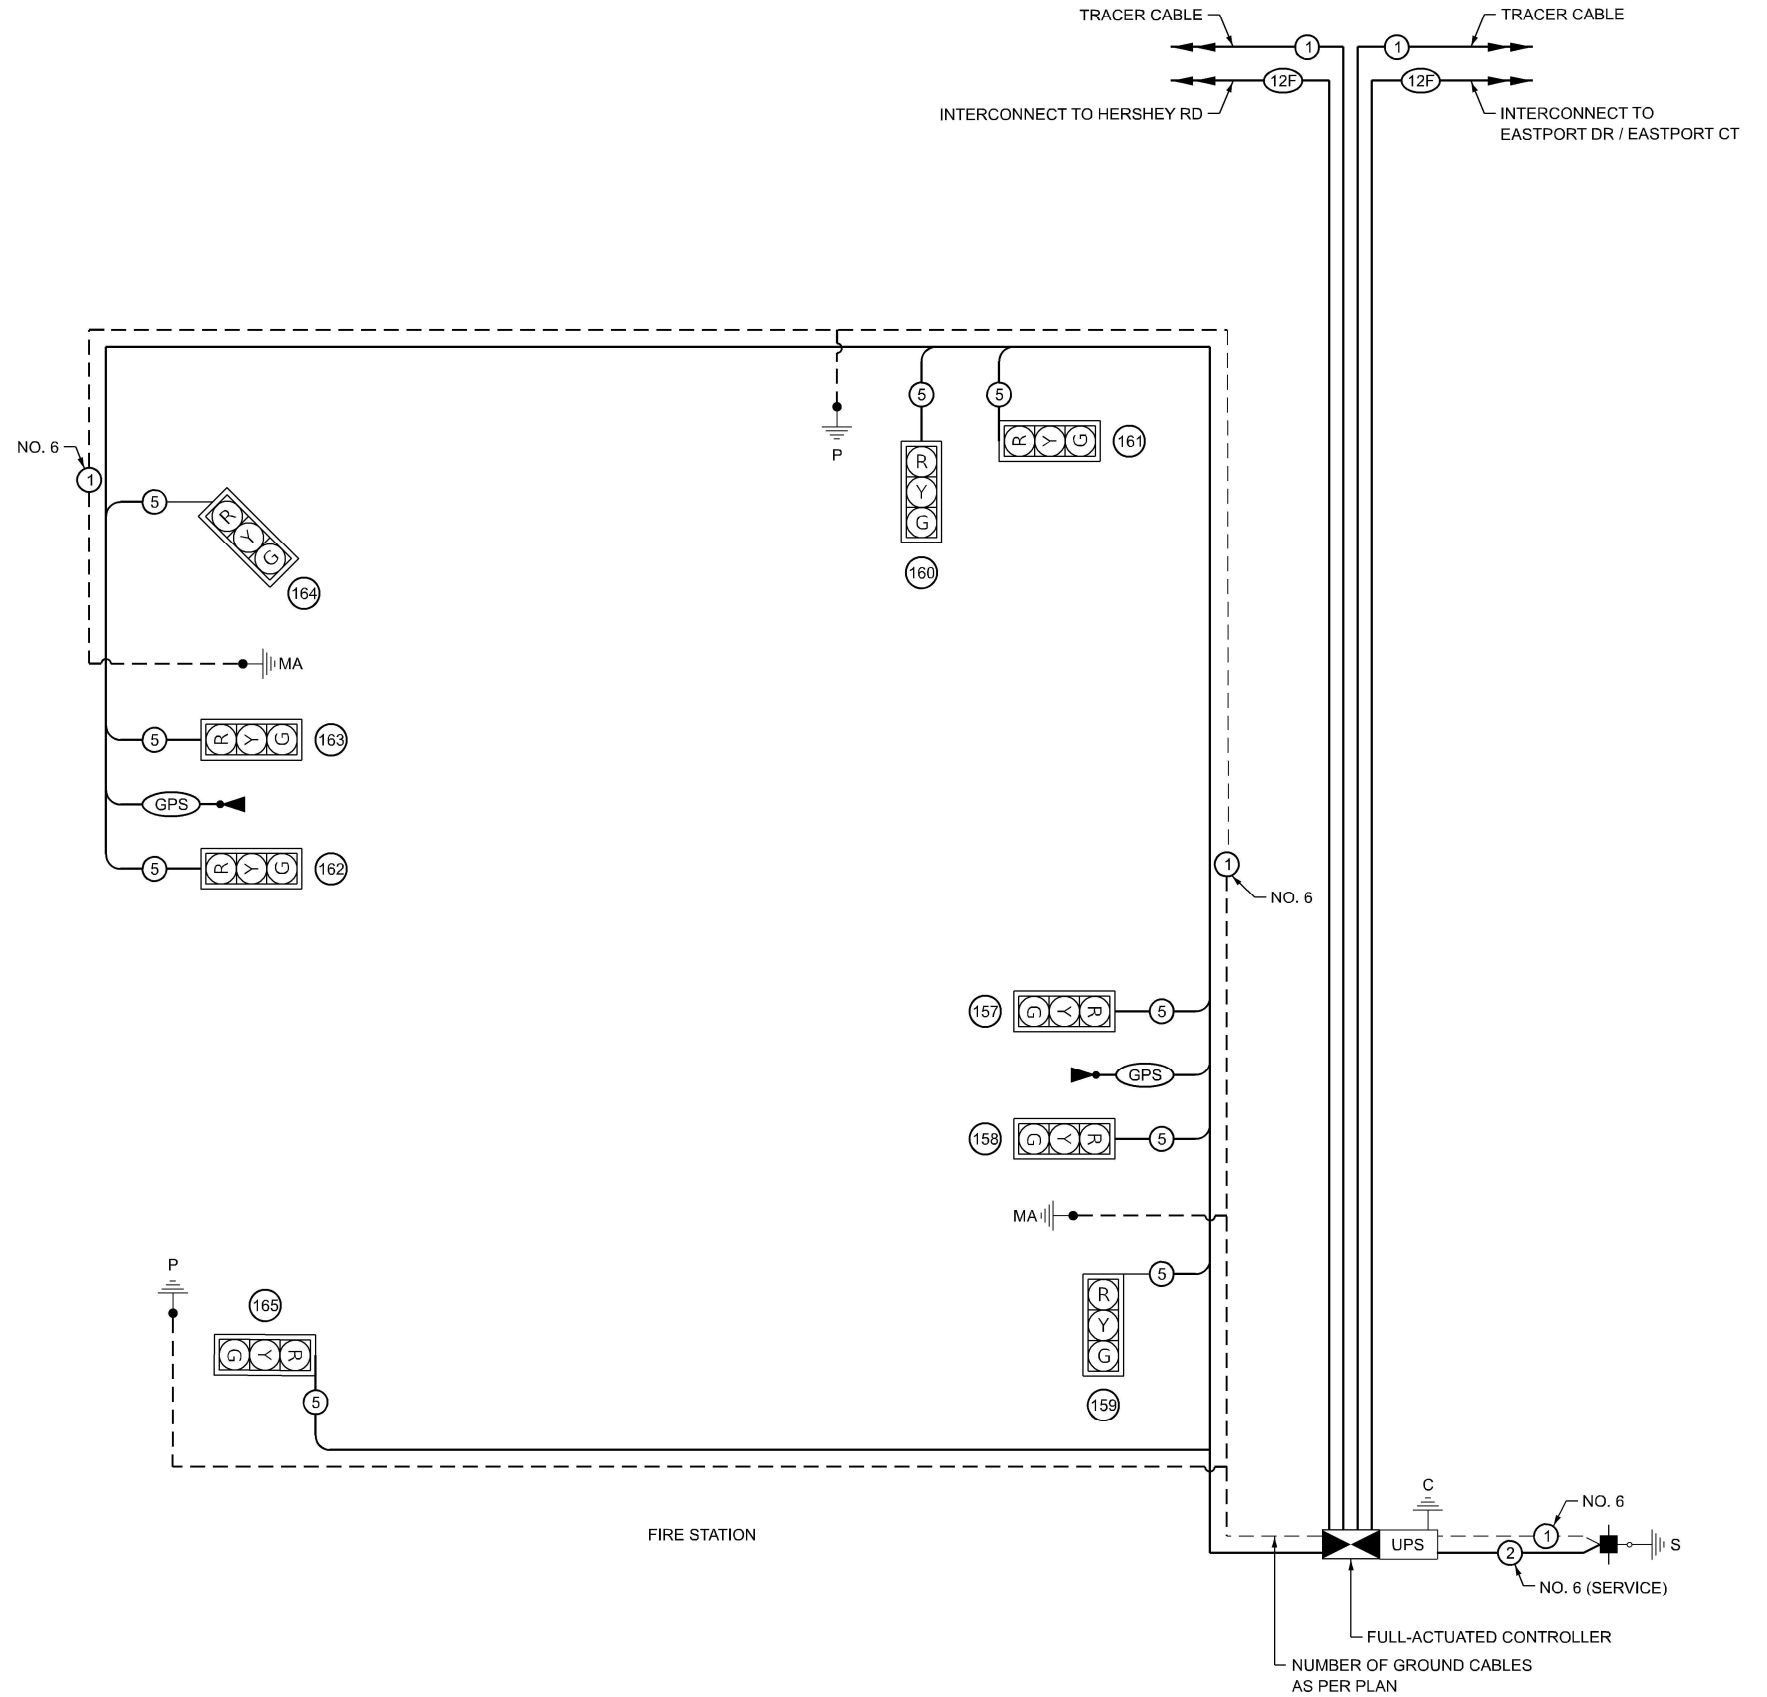 TRACER CABLE
TRACER CABLE
1
1
12F
12F
INTERCONNECT TO HERSHEY RD
INTERCONNECT TO
EASTPORT DR / EASTPORT CT
5
5
R Y G
161
P
NO. 6
1
R
Y
G
5
R
Y
G
160
164
MA
5
R Y G
163
GPS
5
R Y G
162
1
NO. 6
157
G Y R
5
GPS
158
G Y R
5
MA
P
5
R
Y
G
165
G Y R
5
159
C
NO. 6
1
FIRE STATION
UPS
S
2
NO. 6 (SERVICE)
FULL-ACTUATED CONTROLLER
NUMBER OF GROUND CABLES
AS PER PLAN